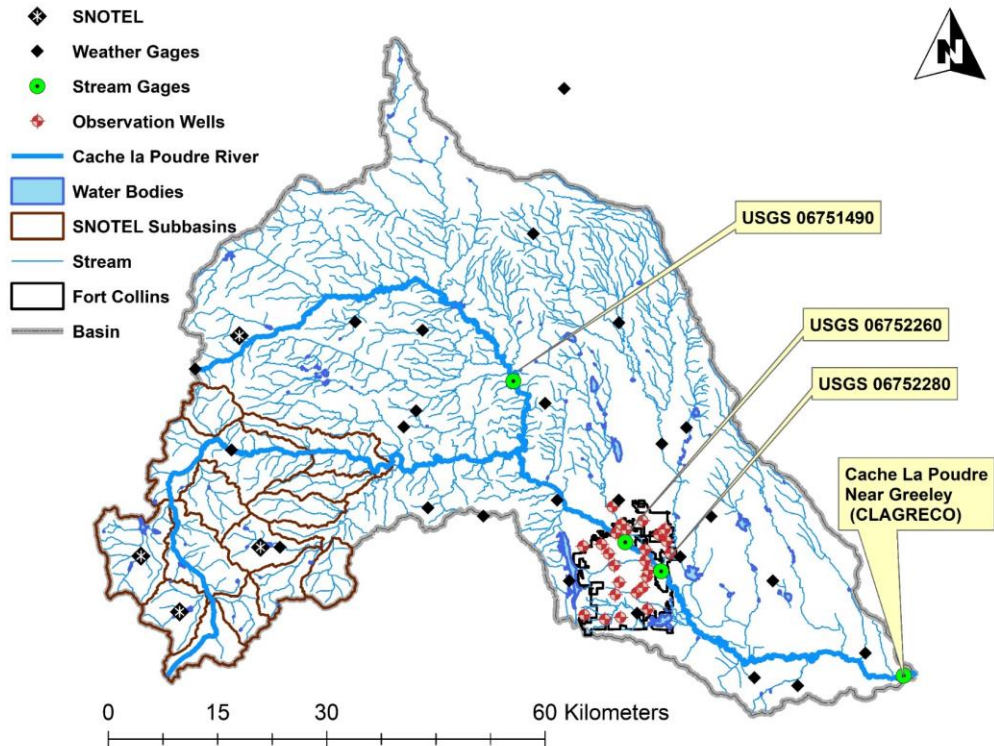 SNOTEL
Weather Gages
Stream Gages
Observation Wells
Cache la Poudre River
Water Bodies
SNOTEL Subbasins
Stream
Fort Collins
Basin
N
USGS 06751490
USGS 06752260
USGS 06752280
Cache La Poudre
Near Greeley
(CLAGRECO)
0 15 30 60 Kilometers